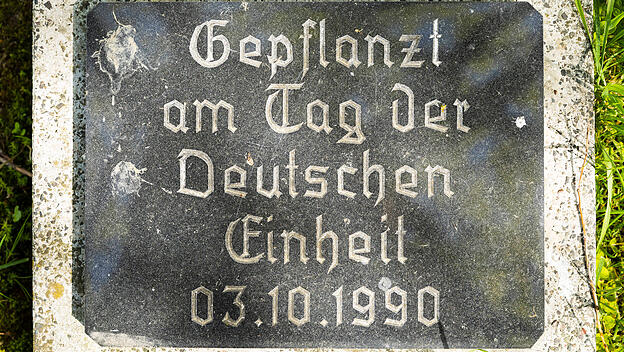 Gepflanzt
am Tag der
Deutschen
Einheit
03.10.1990